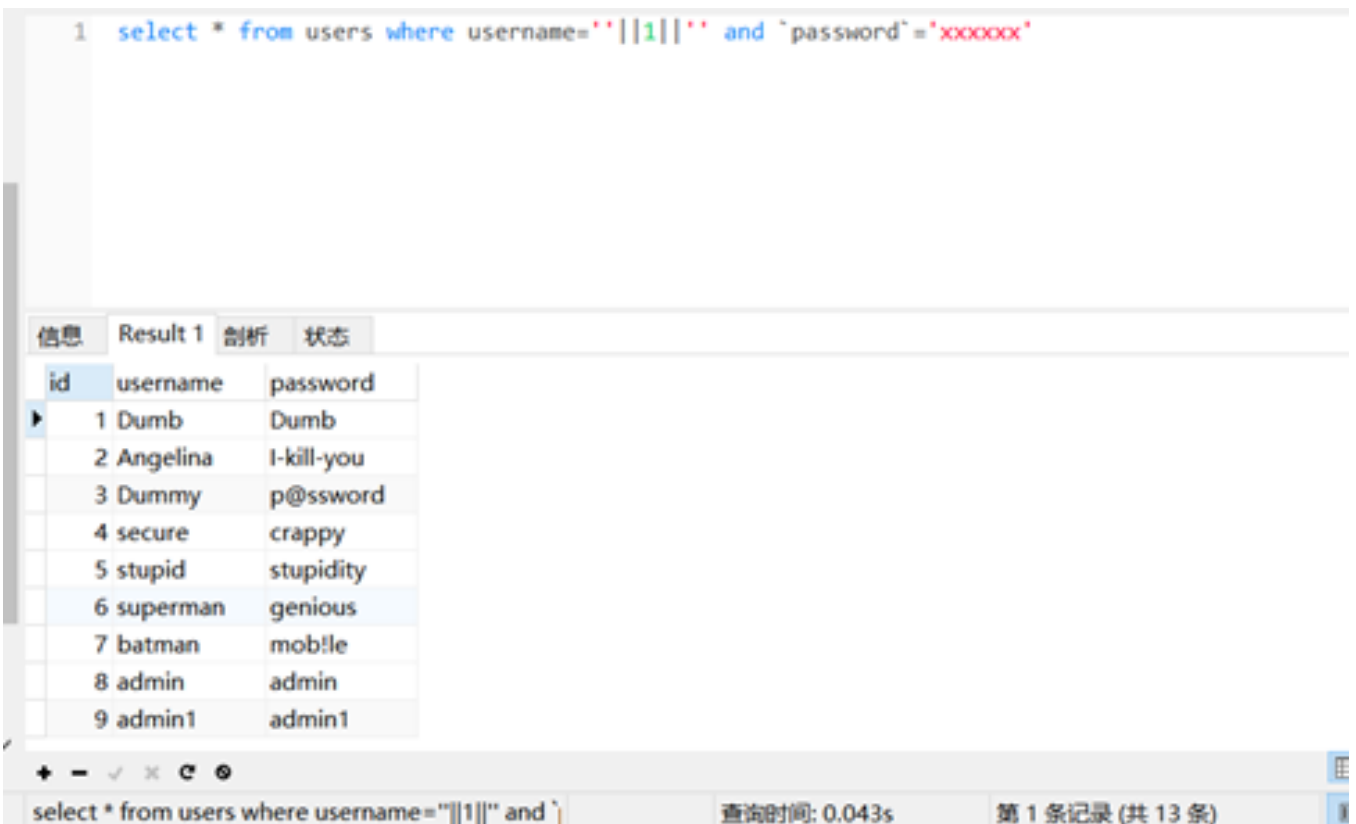 1 select * from users where username=''||1||'' and `password`='xxxxxx'
信息 Result 1 剖析 状态
id username password
1 Dumb Dumb
2 Angelina I-kill-you
3 Dummy p@ssword
4 secure crappy
5 stupid stupidity
6 superman genious
7 batman mob!le
8 admin admin
9 admin1 admin1
select * from users where username=''||1||'' and ` 查询时间: 0.043s 第 1 条记录 (共 13 条)